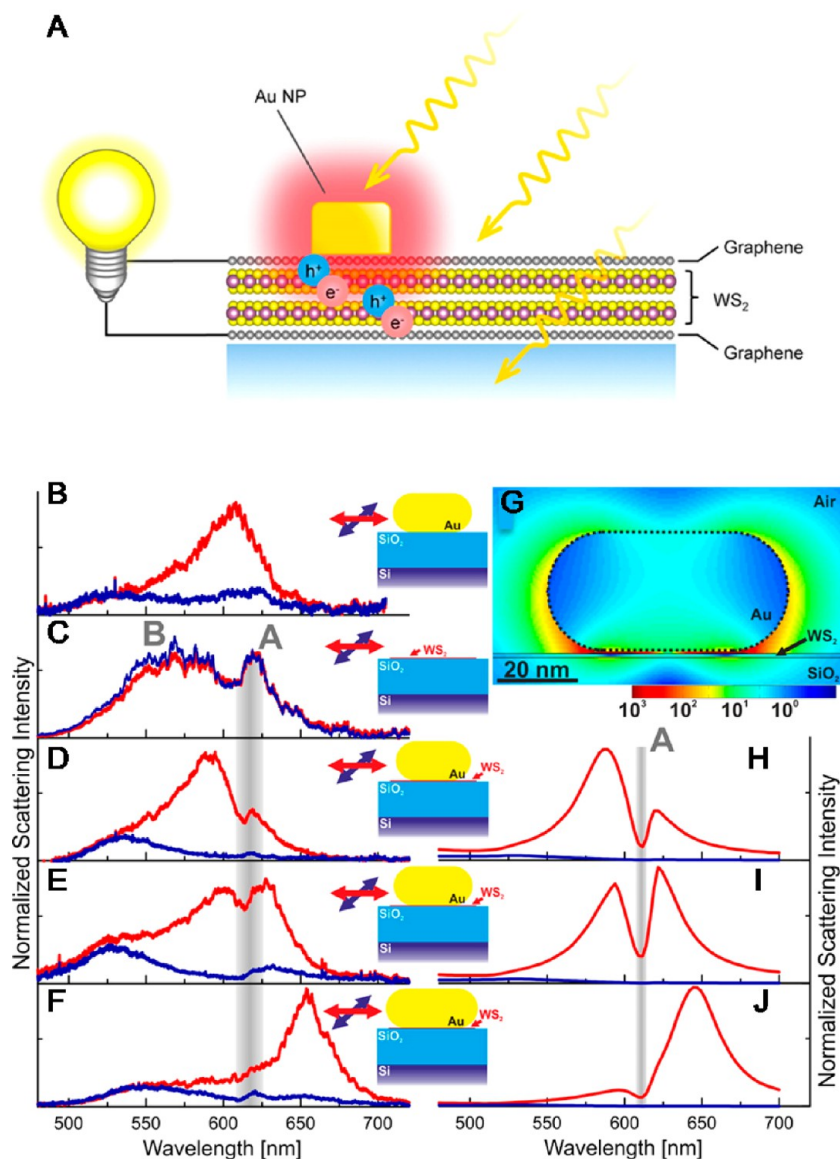 A
Au NP
Graphene
h+
e-
h+
e-
WS2
Graphene
B
Au
SiO2
Si
G
Air
Au
WS2
20 nm
SiO2
10³ 10² 10¹ 10⁰
C
B
A
WS2
SiO2
Si
D
Au
WS2
SiO2
Si
A
H
E
Au
WS2
SiO2
Si
I
F
Au
WS2
SiO2
Si
J
Normalized Scattering Intensity
Normalized Scattering Intensity
500 550 600 650 700
500 550 600 650 700
Wavelength [nm]
Wavelength [nm]